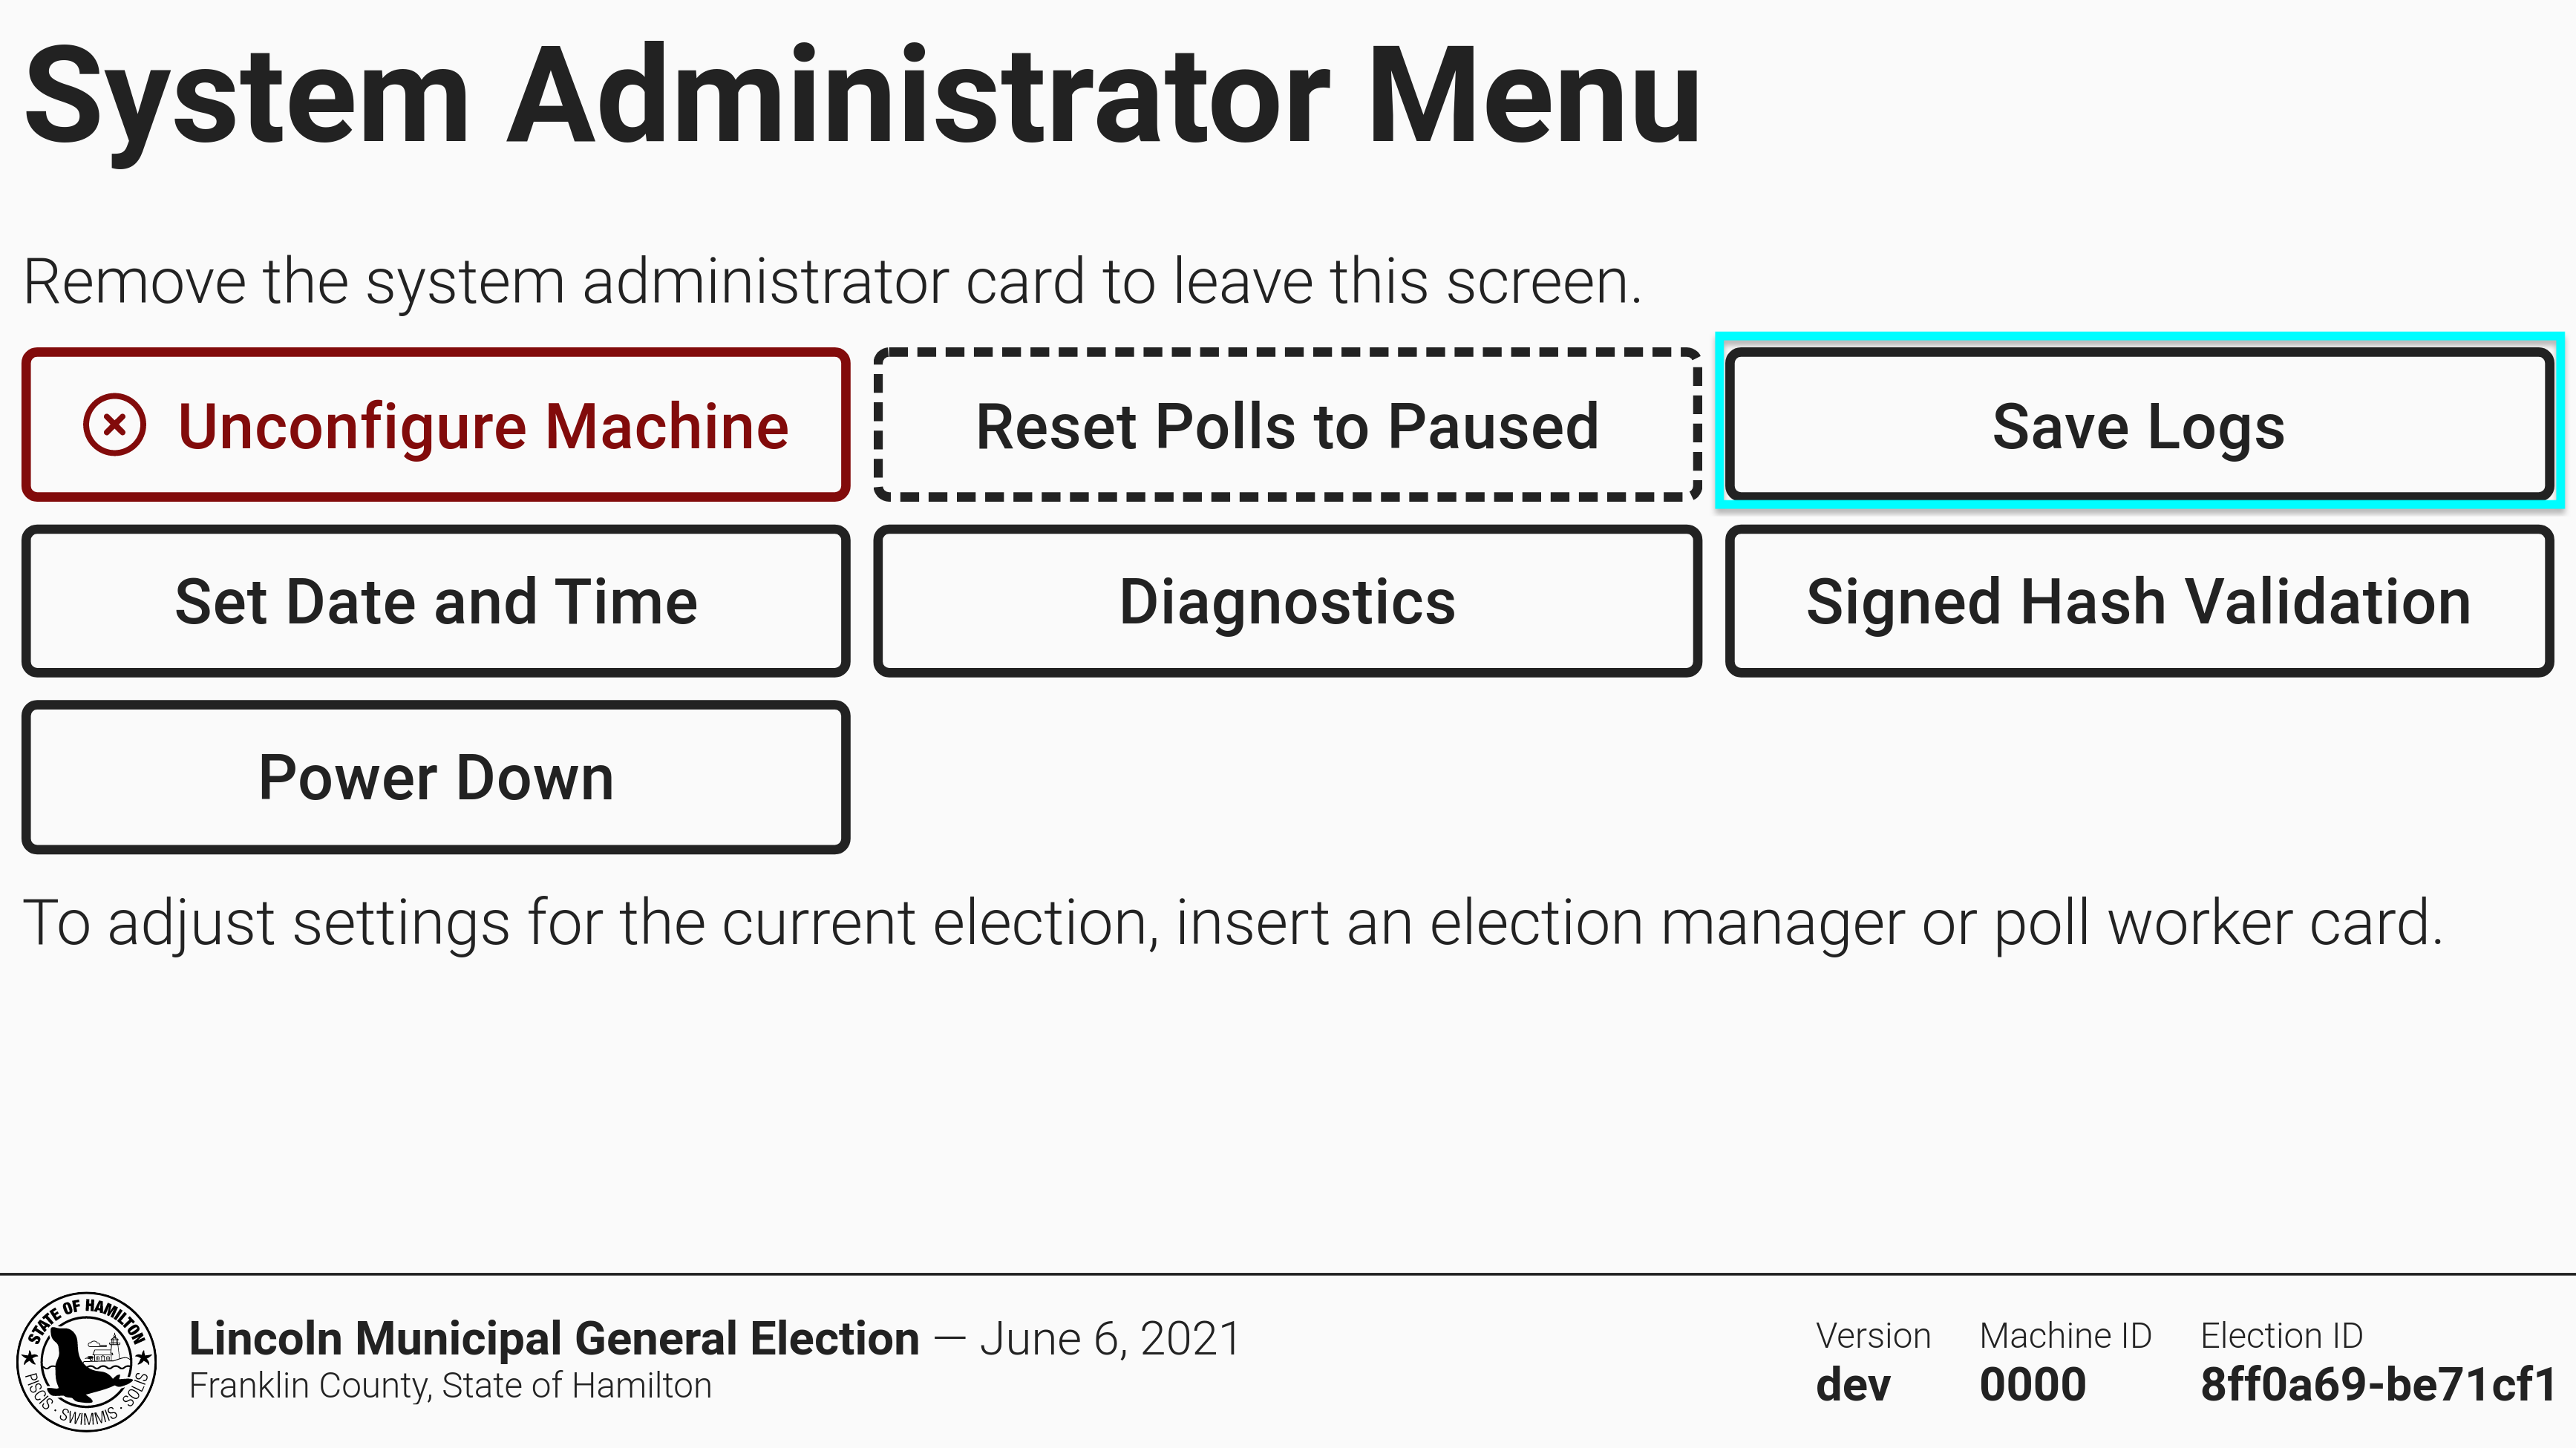 System Administrator Menu
Remove the system administrator card to leave this screen.
Unconfigure Machine
Reset Polls to Paused
Save Logs
Set Date and Time
Diagnostics
Signed Hash Validation
Power Down
To adjust settings for the current election, insert an election manager or poll worker card.
STATE OF HAMILTON
PISCIS · SWIMMIS · SOLIS
Lincoln Municipal General Election — June 6, 2021
Franklin County, State of Hamilton
Version
dev
Machine ID
0000
Election ID
8ff0a69-be71cf1